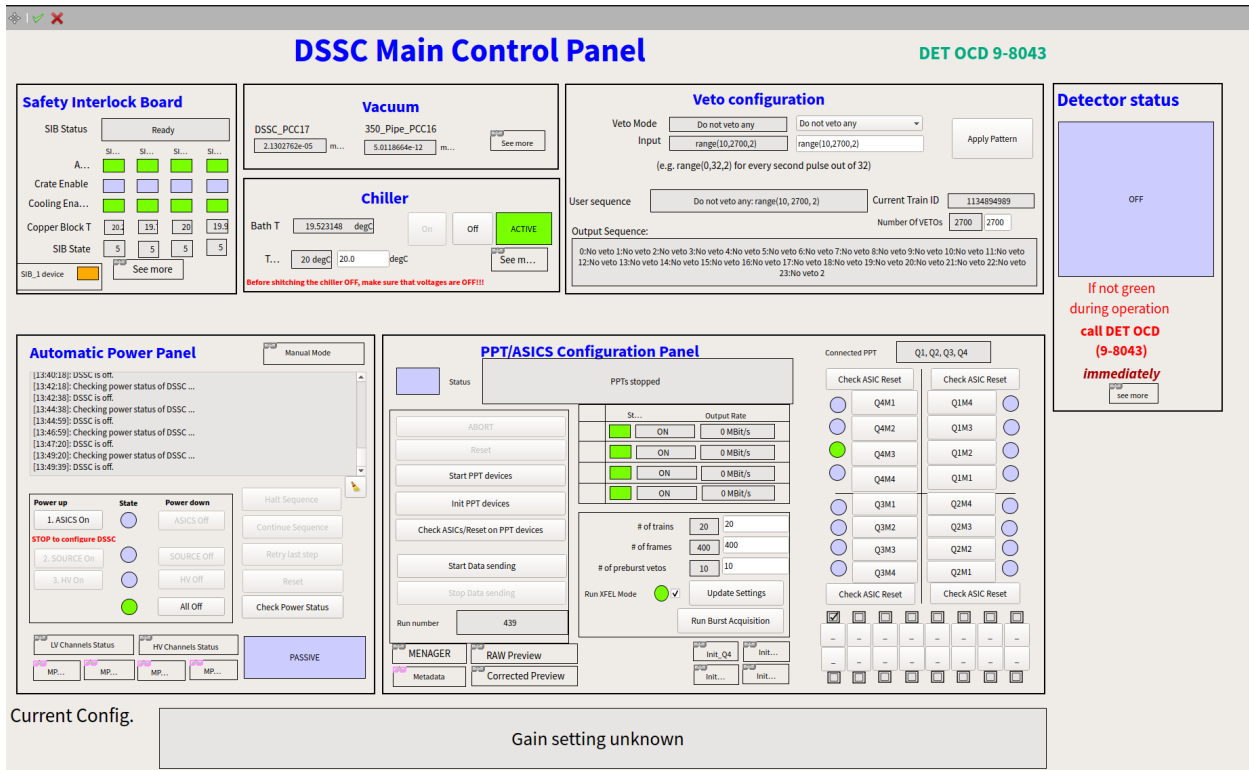 DSSC Main Control Panel
DET OCD 9-8043
Safety Interlock Board
SIB Status
Ready
SI... SI... SI... SI...
A...
Crate Enable
Cooling Ena...
Copper Block T
20.2 19. 20 19.9
SIB State
5 5 5 5
SIB_1 device
See more
Vacuum
DSSC_PCC17
350_Pipe_PCC16
2.1302762e-05 m...
5.0118664e-12 m...
See more
Chiller
Bath T
19.523148 degC
On
Off
ACTIVE
T...
20 degC
20.0
degC
See m...
Before shitching the chiller OFF, make sure that voltages are OFF!!!
Veto configuration
Veto Mode
Do not veto any
Do not veto any
Input
range(10,2700,2)
range(10,2700,2)
Apply Pattern
(e.g. range(0,32,2) for every second pulse out of 32)
User sequence
Do not veto any: range(10, 2700, 2)
Current Train ID
1134894989
Number Of VETOs
2700
2700
Output Sequence:
0:No veto 1:No veto 2:No veto 3:No veto 4:No veto 5:No veto 6:No veto 7:No veto 8:No veto 9:No veto 10:No veto 11:No veto
12:No veto 13:No veto 14:No veto 15:No veto 16:No veto 17:No veto 18:No veto 19:No veto 20:No veto 21:No veto 22:No veto
23:No veto 2
Detector status
OFF
If not green
during operation
call DET OCD
(9-8043)
immediately
see more
Automatic Power Panel
Manual Mode
[13:40:18]: DSSC is off.
[13:42:18]: Checking power status of DSSC ...
[13:42:38]: DSSC is off.
[13:44:38]: Checking power status of DSSC ...
[13:44:59]: DSSC is off.
[13:46:59]: Checking power status of DSSC ...
[13:47:20]: DSSC is off.
[13:49:20]: Checking power status of DSSC ...
[13:49:39]: DSSC is off.
Power up
State
Power down
1. ASICS On
ASICS Off
STOP to configure DSSC
2. SOURCE On
SOURCE Off
3. HV On
HV Off
All Off
Halt Sequence
Continue Sequence
Retry last step
Reset
Check Power Status
LV Channels Status
HV Channels Status
MP... MP... MP... MP...
PASSIVE
PPT/ASICS Configuration Panel
Status
PPTs stopped
ABORT
Reset
Start PPT devices
Init PPT devices
Check ASICs/Reset on PPT devices
Start Data sending
Stop Data sending
Run number
439
MENAGER
RAW Preview
Metadata
Corrected Preview
St...
Output Rate
ON
0 MBit/s
ON
0 MBit/s
ON
0 MBit/s
ON
0 MBit/s
# of trains
20
20
# of frames
400
400
# of preburst vetos
10
10
Run XFEL Mode
Update Settings
Run Burst Acquisition
Init_Q4
Init...
Init...
Init...
Connected PPT
Q1, Q2, Q3, Q4
Check ASIC Reset
Check ASIC Reset
Q4M1
Q1M4
Q4M2
Q1M3
Q4M3
Q1M2
Q4M4
Q1M1
Q3M1
Q2M4
Q3M2
Q2M3
Q3M3
Q2M2
Q3M4
Q2M1
Check ASIC Reset
Check ASIC Reset
– – – – – – – –
– – – – – – – –
Current Config.
Gain setting unknown